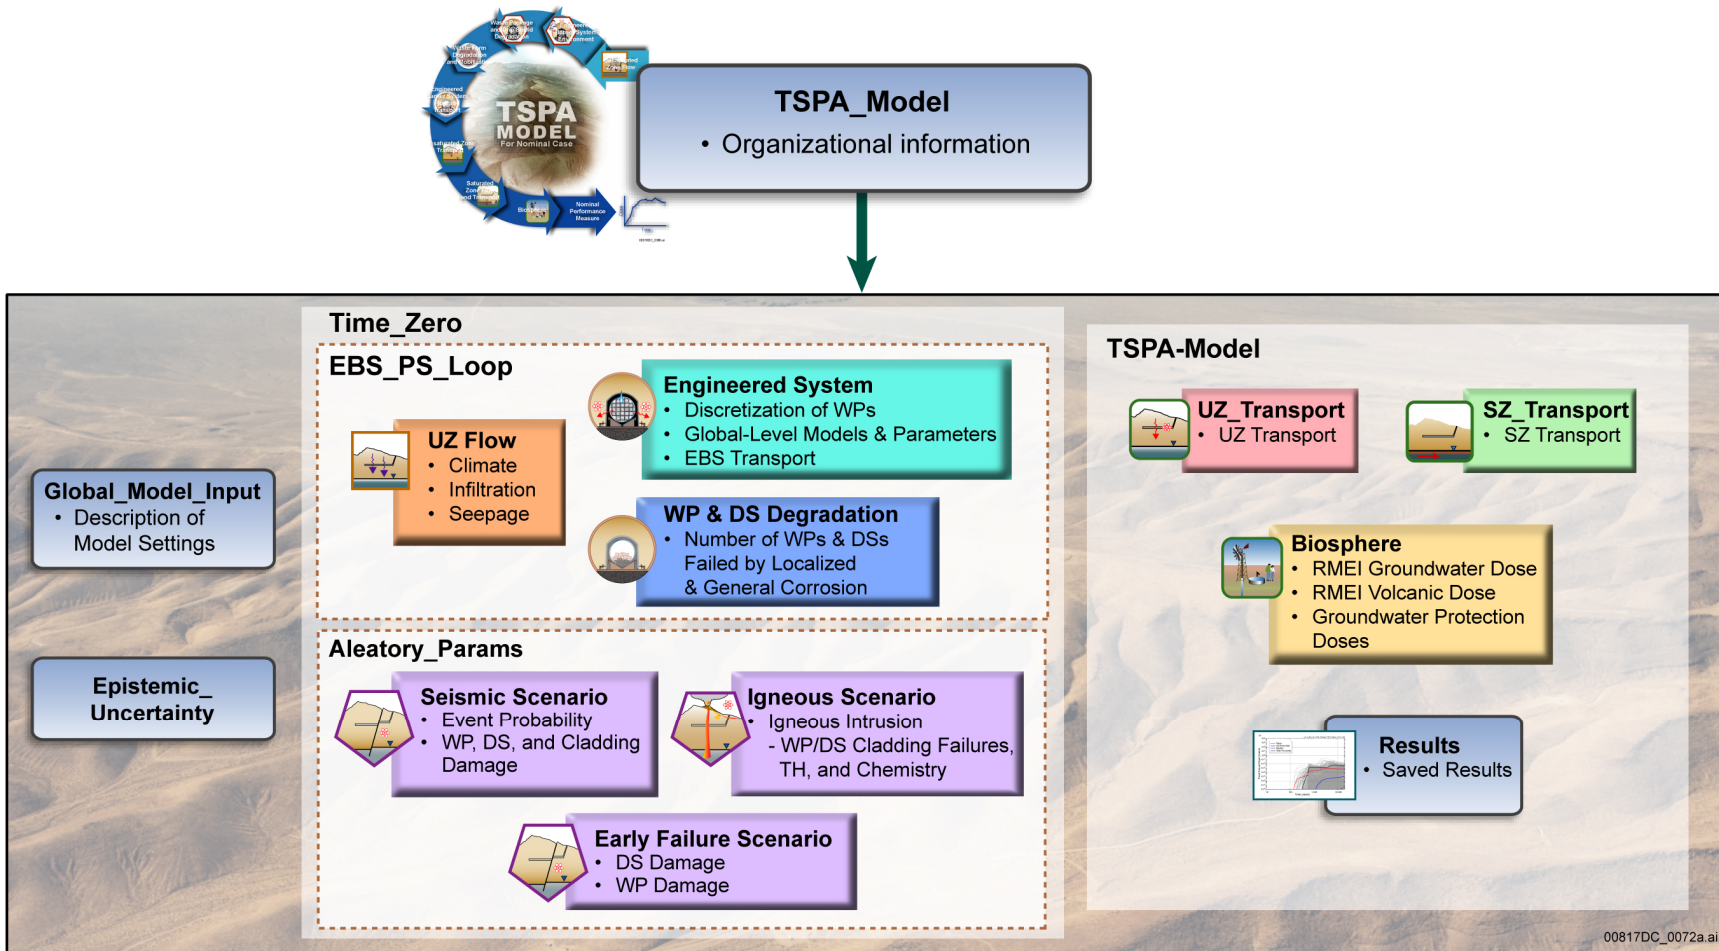 TSPA
MODEL
For Nominal Case
Biosphere
Nominal
Performance
Measure
TSPA_Model
• Organizational information
Time_Zero
EBS_PS_Loop
UZ Flow
• Climate
• Infiltration
• Seepage
Engineered System
• Discretization of WPs
• Global-Level Models & Parameters
• EBS Transport
WP & DS Degradation
• Number of WPs & DSs
Failed by Localized
& General Corrosion
Global_Model_Input
• Description of
Model Settings
Epistemic_
Uncertainty
Aleatory_Params
Seismic Scenario
• Event Probability
• WP, DS, and Cladding
Damage
Igneous Scenario
• Igneous Intrusion
- WP/DS Cladding Failures,
TH, and Chemistry
Early Failure Scenario
• DS Damage
• WP Damage
TSPA-Model
UZ_Transport
• UZ Transport
SZ_Transport
• SZ Transport
Biosphere
• RMEI Groundwater Dose
• RMEI Volcanic Dose
• Groundwater Protection
Doses
Results
• Saved Results
00817DC_0072a.ai